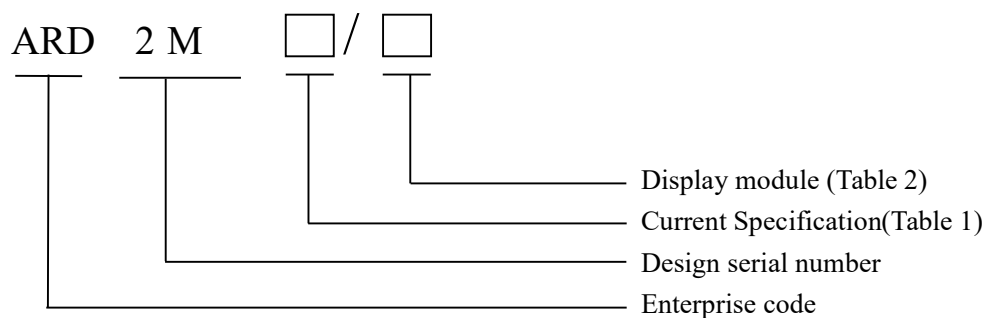 ARD 2 M □ / □
Display module (Table 2)
Current Specification(Table 1)
Design serial number
Enterprise code